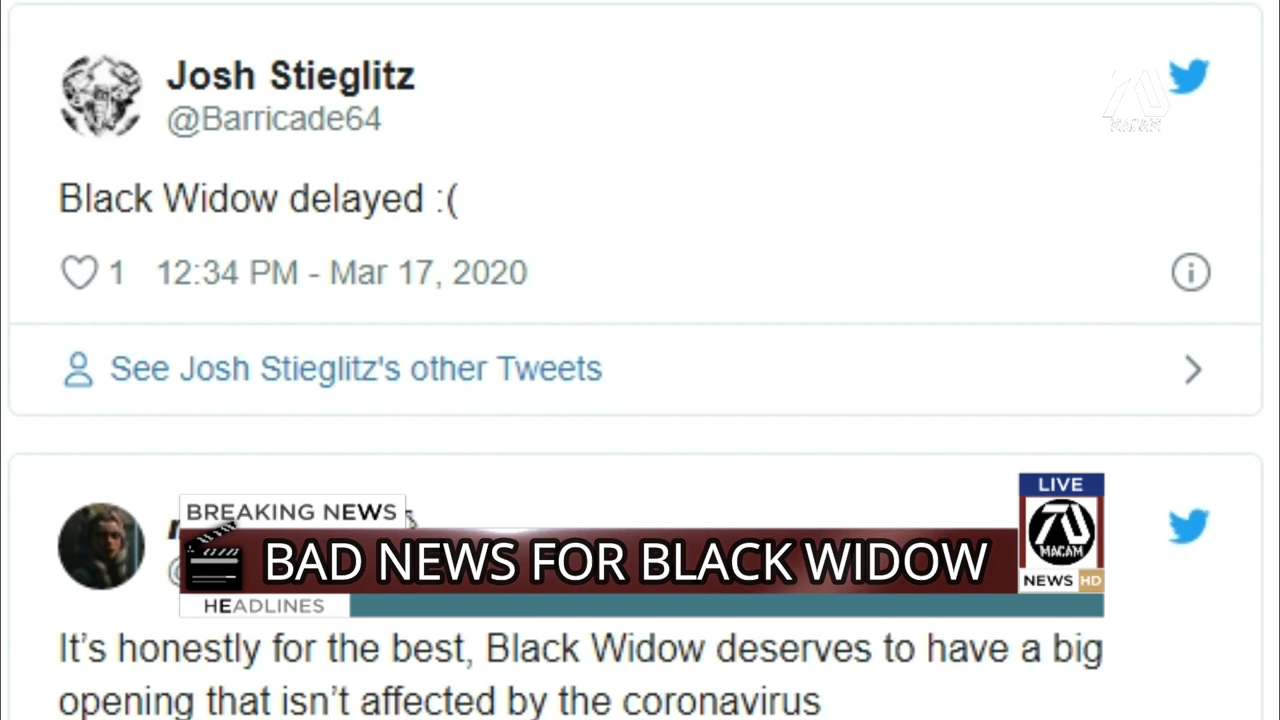 Josh Stieglitz
@Barricade64
71
MACAM
Black Widow delayed :(
1 12:34 PM - Mar 17, 2020
See Josh Stieglitz's other Tweets
BREAKING NEWS
BAD NEWS FOR BLACK WIDOW
HEADLINES
LIVE
MACAM
NEWS HD
It's honestly for the best, Black Widow deserves to have a big
opening that isn't affected by the coronavirus